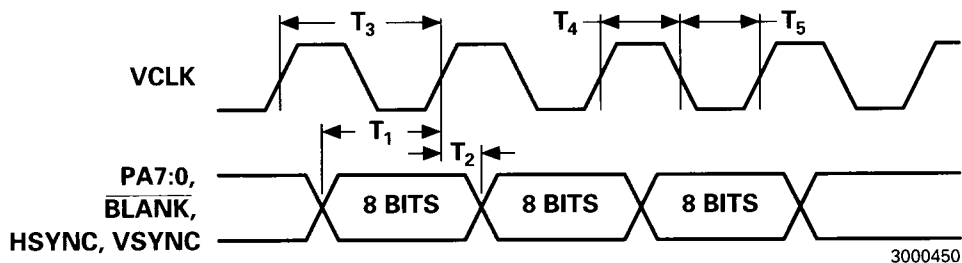 T3 T4 T5
VCLK
T1
T2
PA7:0,
BLANK,
HSYNC, VSYNC
8 BITS 8 BITS 8 BITS
3000450